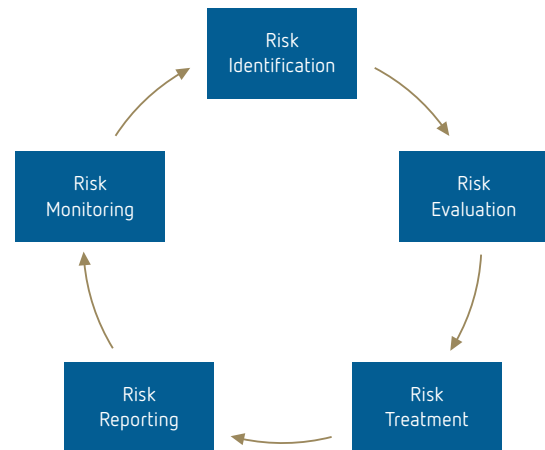 Risk
Identification
Risk
Evaluation
Risk
Treatment
Risk
Reporting
Risk
Monitoring